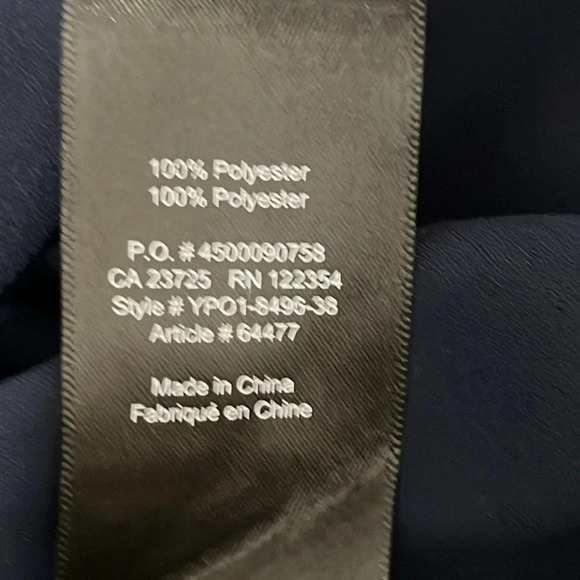 100% Polyester
100% Polyester
P.O. # 4500090758
CA 23725 RN 122354
Style # YPO1-8496-38
Article # 64477
Made in China
Fabriqué en Chine